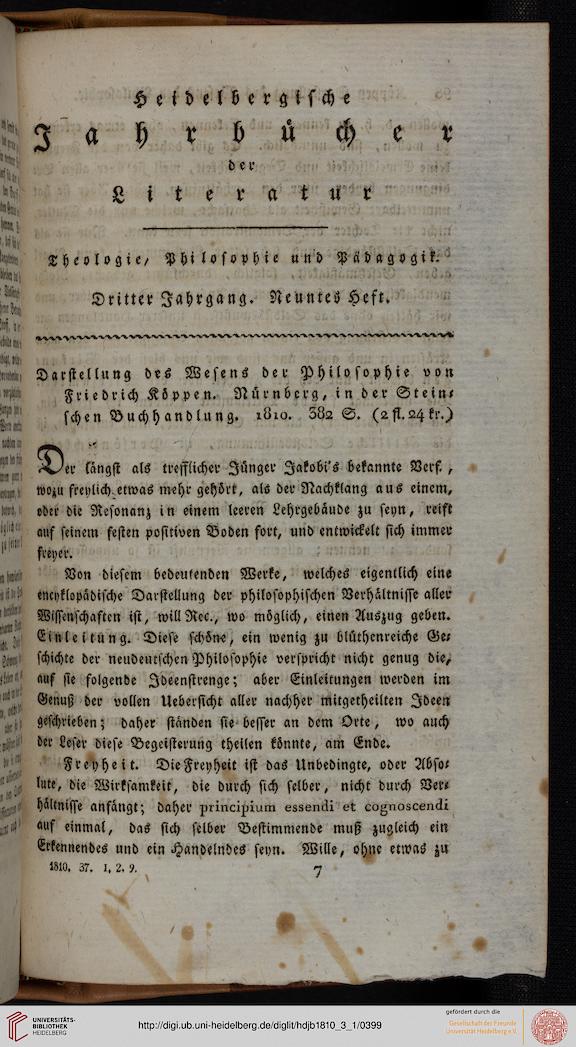 Heidelbergische
Jahrbücher
der
Literatur
Theologie, Philosophie und Pädagogik.
Dritter Jahrgang. Neuntes Heft.
Darstellung des Wesens der Philosophie von
Friedrich Köppen. Nürnberg, in der Stein-
schen Buchhandlung. 1810. 382 S. (2 fl. 24 kr.)
Der längst als trefflicher Jünger Jakobi's bekannte Verf.,
wozu freylich etwas mehr gehört, als der Nachklang aus einem,
oder die Resonanz in einem leeren Lehrgebäude zu seyn, reift
auf seinem festen positiven Boden fort, und entwickelt sich immer
freyer.
Von diesem bedeutenden Werke, welches eigentlich eine
encyklopädische Darstellung der philosophischen Verhältnisse aller
Wissenschaften ist, will Rec., wo möglich, einen Auszug geben.
Einleitung. Diese schöne, ein wenig zu blüthenreiche Ge-
schichte der neudeutschen Philosophie verspricht nicht genug die,
auf sie folgende Ideenstrenge; aber Einleitungen werden im
Genuß der vollen Uebersicht aller nachher mitgetheilten Ideen
geschrieben; daher ständen sie besser an dem Orte, wo auch
der Leser diese Begeisterung theilen könnte, am Ende.
Freyheit. Die Freyheit ist das Unbedingte, oder Abso-
lute, die Wirksamkeit, die durch sich selber, nicht durch Ver-
hältnisse anfängt; daher principium essendi et cognoscendi
auf einmal, das sich selber Bestimmende muß zugleich ein
Erkennendes und ein Handelndes seyn. Wille, ohne etwas zu
1810. 37. 1, 2. 9. 7
UNIVERSITÄTS-
BIBLIOTHEK
HEIDELBERG
http://digi.ub.uni-heidelberg.de/diglit/hdjb1810_3_1/0399
gefördert durch die
Gesellschaft der Freunde
Universität Heidelberg e.V.